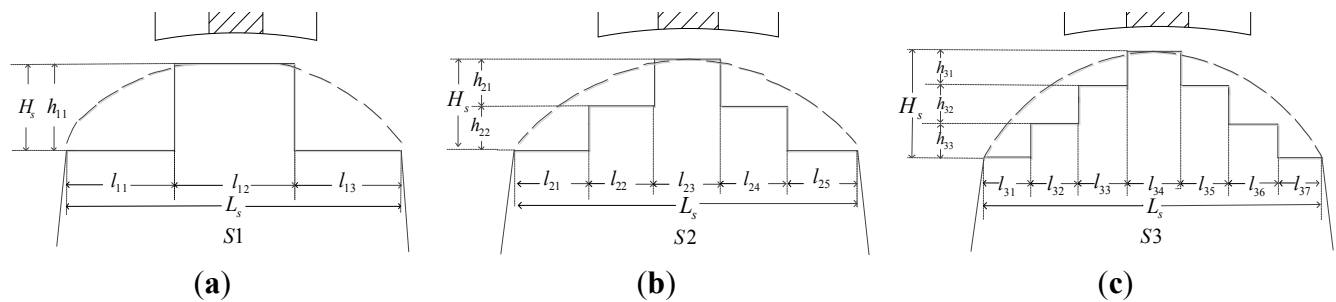 H_s h_11
l_11 l_12 l_13
L_s
S1
(a)
h_21
H_s
h_22
l_21 l_22 l_23 l_24 l_25
L_s
S2
(b)
h_31
H_s h_32
h_33
l_31 l_32 l_33 l_34 l_35 l_36 l_37
L_s
S3
(c)